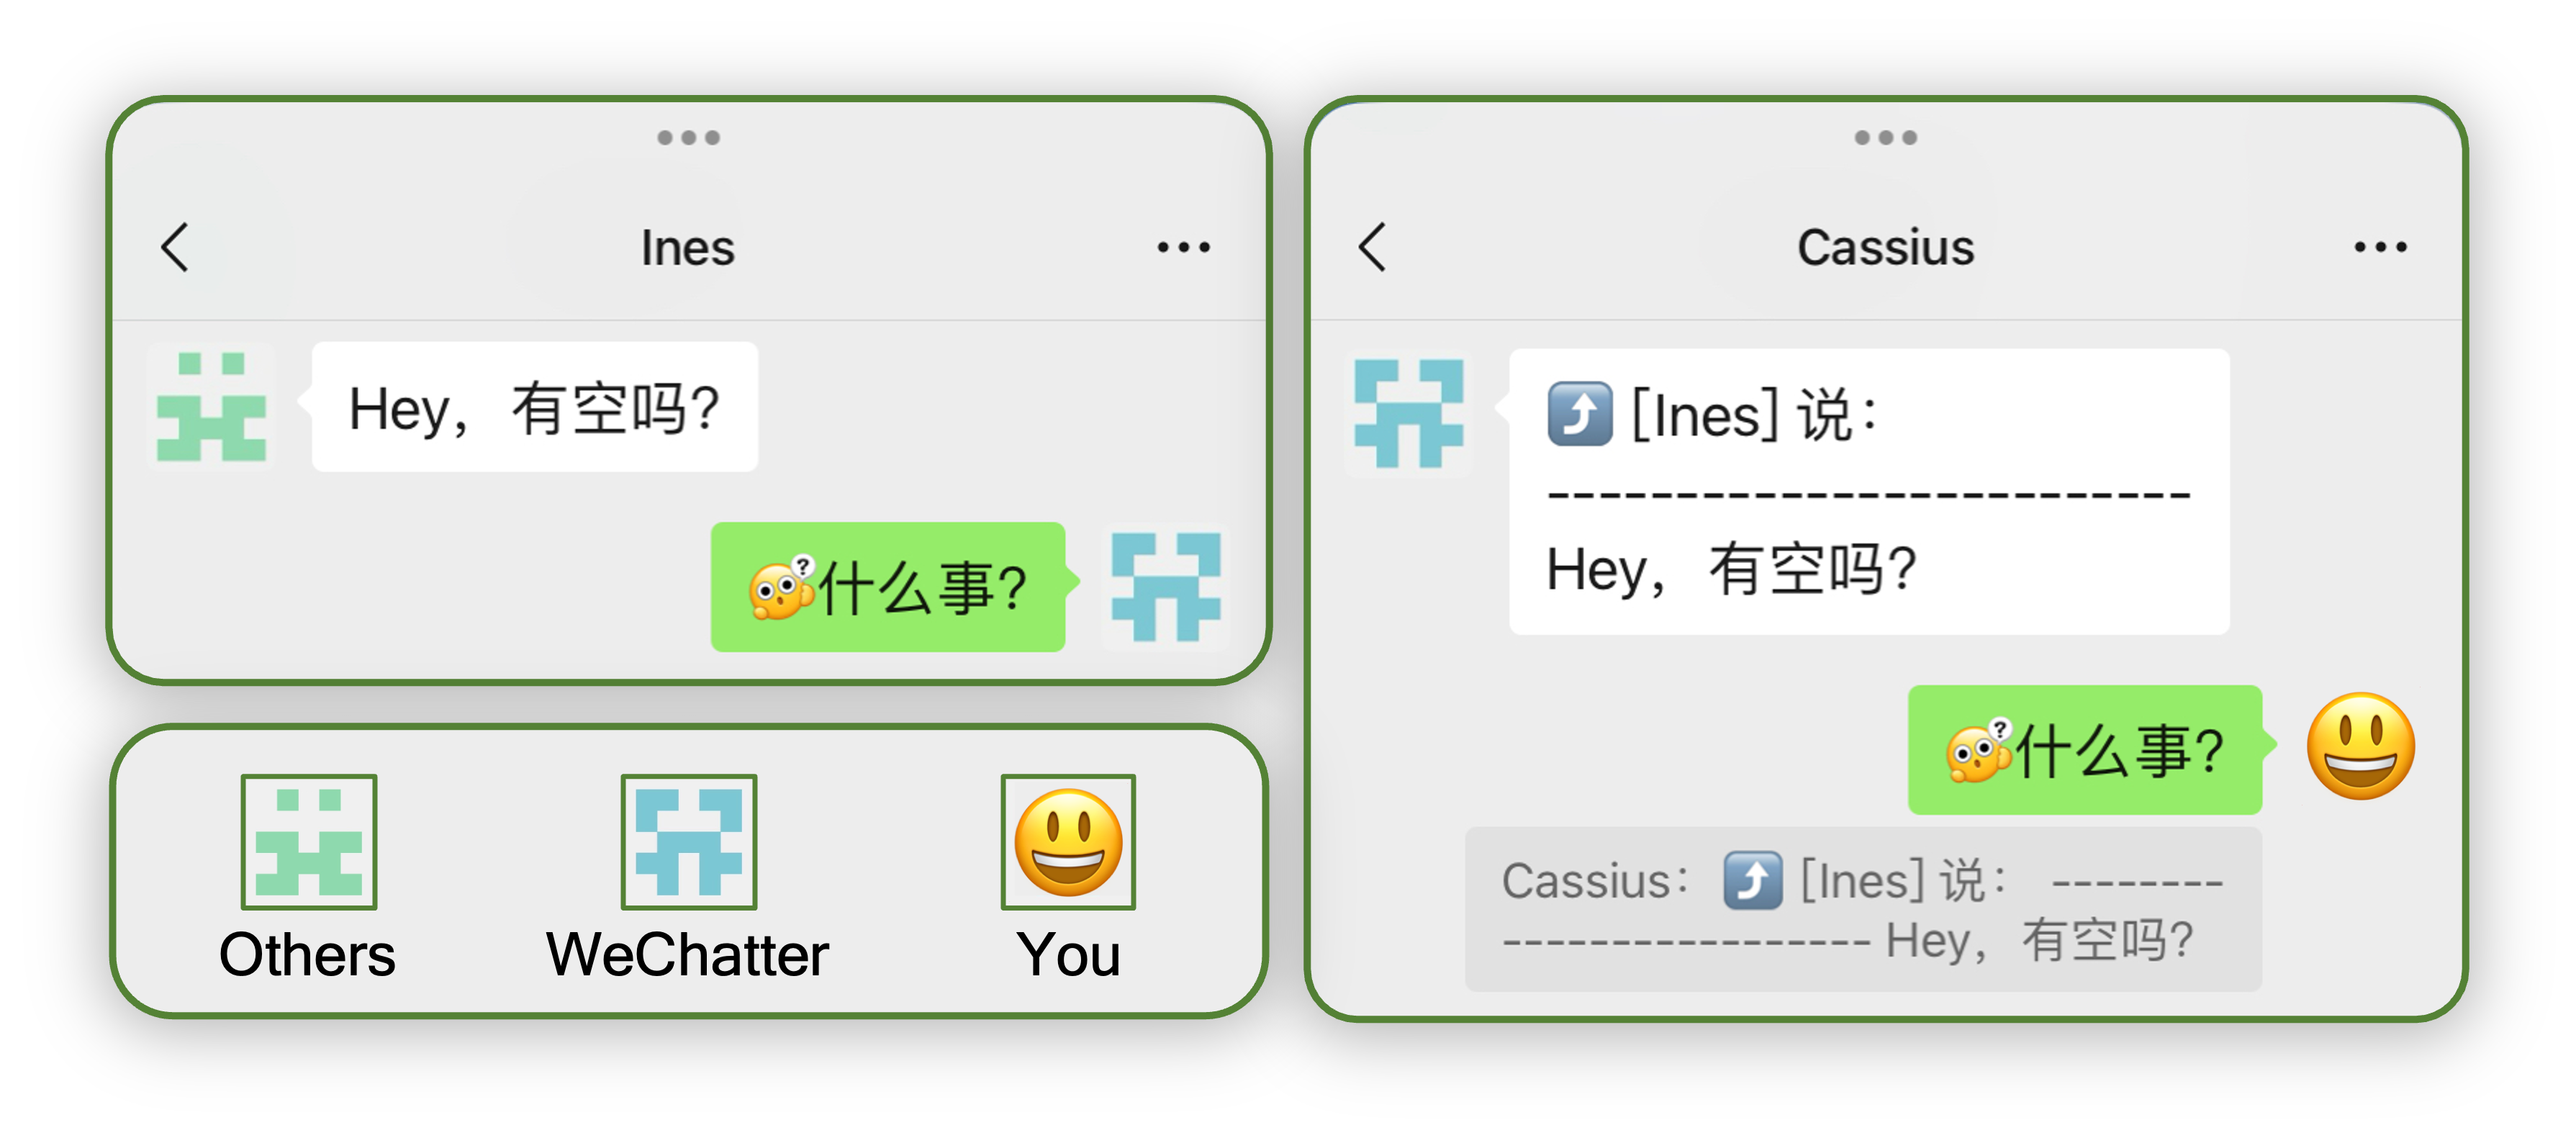 Ines
Hey，有空吗？
什么事？
Others
WeChatter
You
Cassius
[Ines] 说：
-------------------------
Hey，有空吗？
什么事？
Cassius： [Ines] 说： --------
----------------- Hey，有空吗？